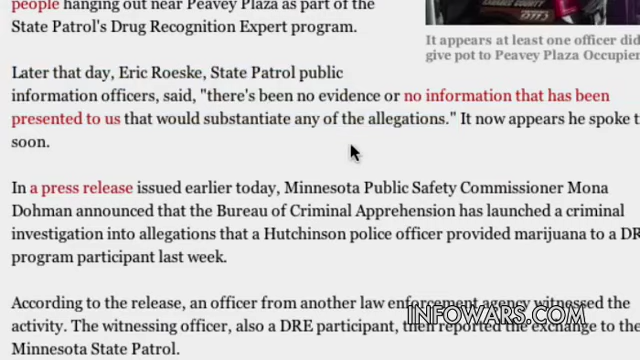 people hanging out near Peavey Plaza as part of the
State Patrol's Drug Recognition Expert program.
It appears at least one officer did
give pot to Peavey Plaza Occupier
Later that day, Eric Roeske, State Patrol public
information officers, said, "there's been no evidence or no information that has been
presented to us that would substantiate any of the allegations." It now appears he spoke
soon.
In a press release issued earlier today, Minnesota Public Safety Commissioner Mona
Dohman announced that the Bureau of Criminal Apprehension has launched a criminal
investigation into allegations that a Hutchinson police officer provided marijuana to a DR
program participant last week.
According to the release, an officer from another law enforcement agency witnessed the
activity. The witnessing officer, also a DRE participant, then reported the exchange to the
Minnesota State Patrol.
INFOWARS.COM